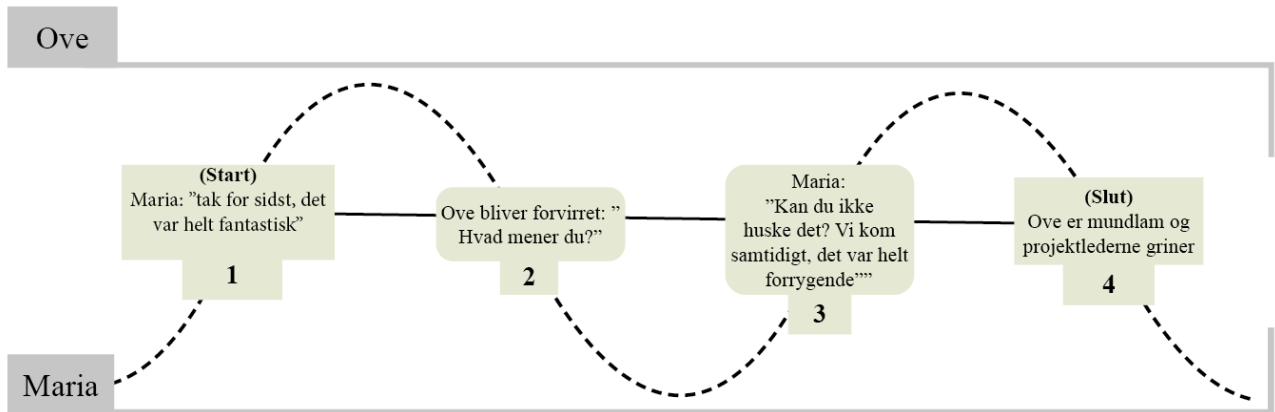 Ove
(Start)
Maria: ”tak for sidst, det
var helt fantastisk”
1
Ove bliver forvirret: ”
Hvad mener du?”
2
Maria:
”Kan du ikke
huske det? Vi kom
samtidigt, det var helt
forrygende””
3
(Slut)
Ove er mundlam og
projektlederne griner
4
Maria